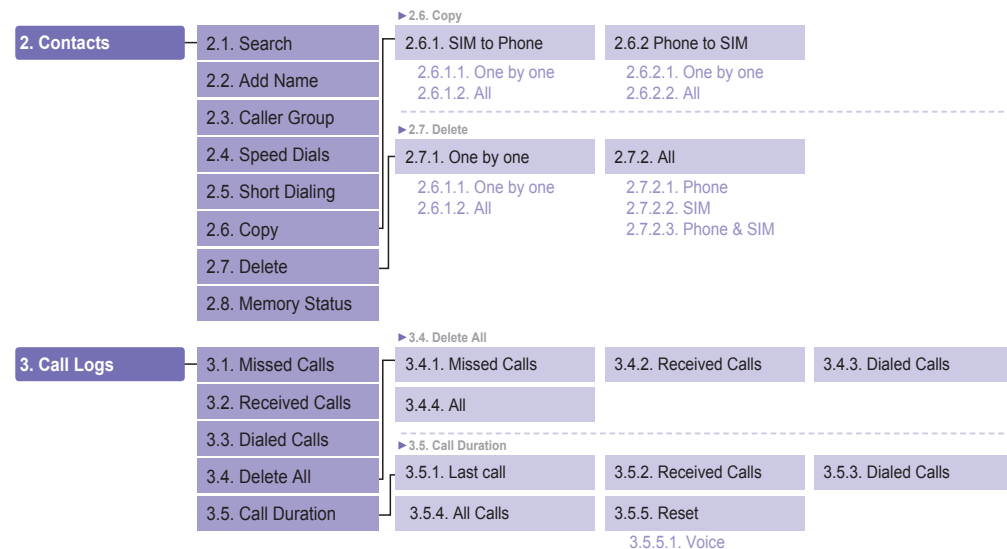 ►2.6. Copy
2. Contacts
2.1. Search
2.2. Add Name
2.3. Caller Group
2.4. Speed Dials
2.5. Short Dialing
2.6. Copy
2.7. Delete
2.8. Memory Status
2.6.1. SIM to Phone
2.6.1.1. One by one
2.6.1.2. All
2.6.2 Phone to SIM
2.6.2.1. One by one
2.6.2.2. All
►2.7. Delete
2.7.1. One by one
2.6.1.1. One by one
2.6.1.2. All
2.7.2. All
2.7.2.1. Phone
2.7.2.2. SIM
2.7.2.3. Phone & SIM
3. Call Logs
3.1. Missed Calls
3.2. Received Calls
3.3. Dialed Calls
3.4. Delete All
3.5. Call Duration
►3.4. Delete All
3.4.1. Missed Calls
3.4.2. Received Calls
3.4.3. Dialed Calls
3.4.4. All
►3.5. Call Duration
3.5.1. Last call
3.5.2. Received Calls
3.5.3. Dialed Calls
3.5.4. All Calls
3.5.5. Reset
3.5.5.1. Voice